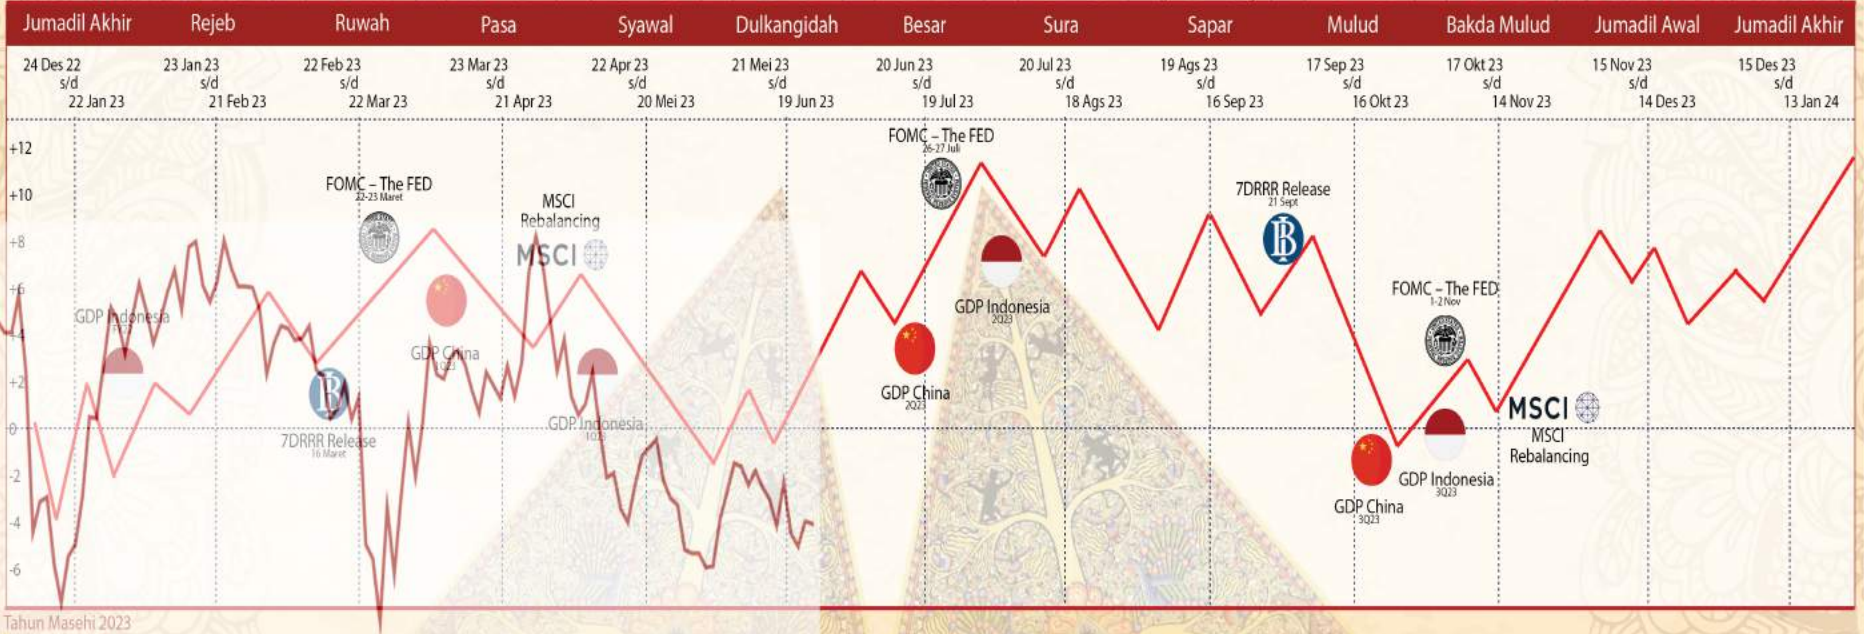 Jumadil Akhir Rejeb Ruwah Pasa Syawal Dulkangidah Besar Sura Sapar Mulud Bakda Mulud Jumadil Awal Jumadil Akhir
24 Des 22 23 Jan 23 22 Feb 23 23 Mar 23 22 Apr 23 21 Mei 23 20 Jun 23 20 Jul 23 19 Ags 23 17 Sep 23 17 Okt 23 15 Nov 23 15 Des 23
s/d s/d s/d s/d s/d s/d s/d s/d s/d s/d s/d s/d s/d
22 Jan 23 21 Feb 23 22 Mar 23 21 Apr 23 20 Mei 23 19 Jun 23 19 Jul 23 18 Ags 23 16 Sep 23 16 Okt 23 14 Nov 23 14 Des 23 13 Jan 24
+12
+10
+8
+6
+4
+2
0
-2
-4
-6
GDP Indonesia
7DRRR Release
16 Maret
FOMC – The FED
22-23 Maret
GDP China
1Q23
MSCI
Rebalancing
MSCI
GDP Indonesia
1Q23
FOMC – The FED
26-27 Juli
GDP China
2Q23
GDP Indonesia
2Q23
7DRRR Release
21 Sept
GDP China
3Q23
FOMC – The FED
1-2 Nov
GDP Indonesia
3Q23
MSCI
MSCI
Rebalancing
Tahun Masehi 2023